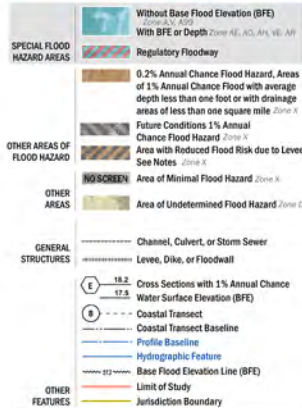 Without Base Flood Elevation (BFE)
Zone A,V, A99
With BFE or Depth Zone AE, AO, AH, VE, AR
SPECIAL FLOOD
HAZARD AREAS
Regulatory Floodway
0.2% Annual Chance Flood Hazard, Areas
of 1% Annual Chance Flood with average
depth less than one foot or with drainage
areas of less than one square mile Zone X
Future Conditions 1% Annual
Chance Flood Hazard Zone X
OTHER AREAS OF
FLOOD HAZARD
Area with Reduced Flood Risk due to Levee
See Notes Zone X
NO SCREEN Area of Minimal Flood Hazard Zone X
OTHER
AREAS
Area of Undetermined Flood Hazard Zone D
GENERAL
STRUCTURES
Channel, Culvert, or Storm Sewer
Levee, Dike, or Floodwall
E 18.2 Cross Sections with 1% Annual Chance
17.5 Water Surface Elevation (BFE)
8 Coastal Transect
Coastal Transect Baseline
Profile Baseline
Hydrographic Feature
513 Base Flood Elevation Line (BFE)
OTHER
FEATURES
Limit of Study
Jurisdiction Boundary